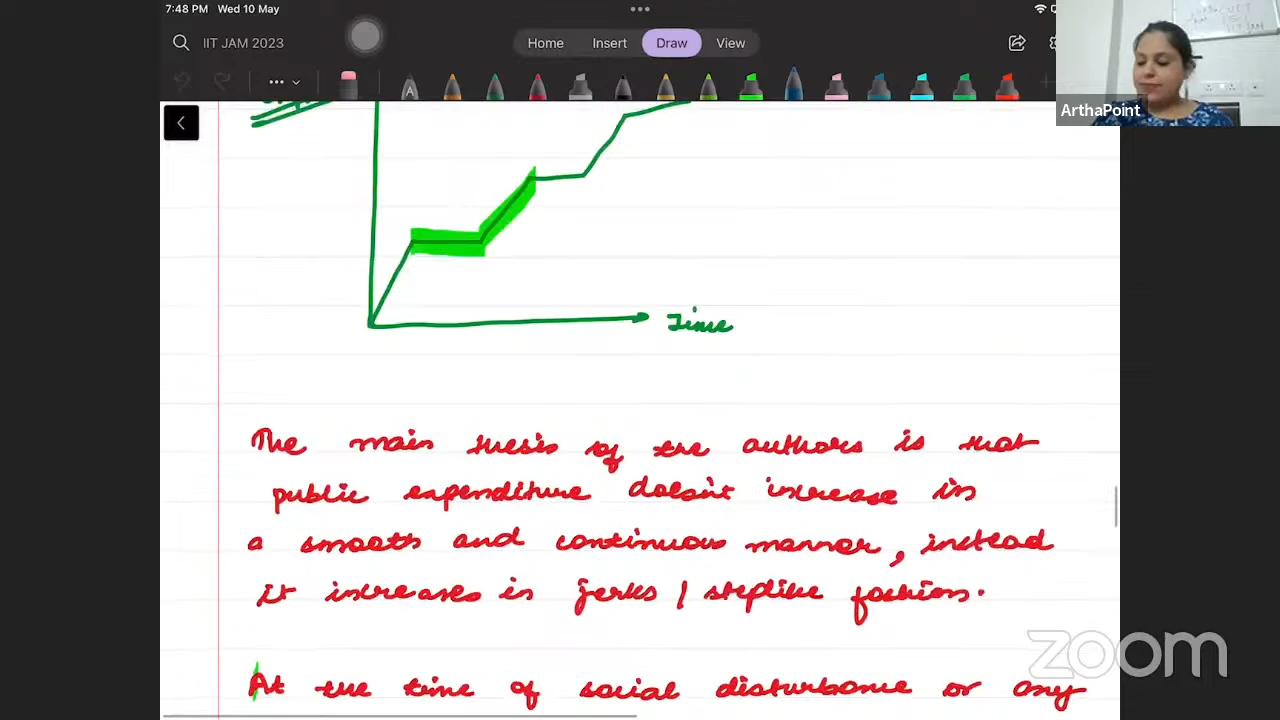 7:48 PM Wed 10 May
IIT JAM 2023
Home Insert Draw View
ArthaPoint
Time
The main thesis of the authors is that
public expenditure doesn't increase in
a smooth and continuous manner, instead
it increases in jerks / steplike fashion.
At the time of social disturbance or any
zoom